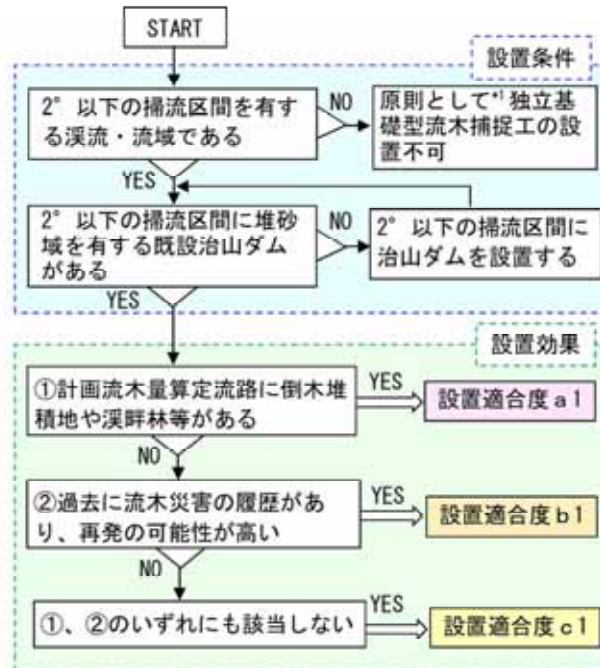 START
設置条件
2°以下の掃流区間を有
する渓流・流域である
NO
原則として*1独立基
礎型流木捕捉工の設
置不可
YES
2°以下の掃流区間に堆砂
域を有する既設治山ダム
がある
NO
2°以下の掃流区間に
治山ダムを設置する
YES
設置効果
①計画流木量算定流路に倒木堆
積地や渓畔林等がある
YES
設置適合度a1
NO
②過去に流木災害の履歴があ
り、再発の可能性が高い
YES
設置適合度b1
NO
①、②のいずれにも該当しない
YES
設置適合度c1